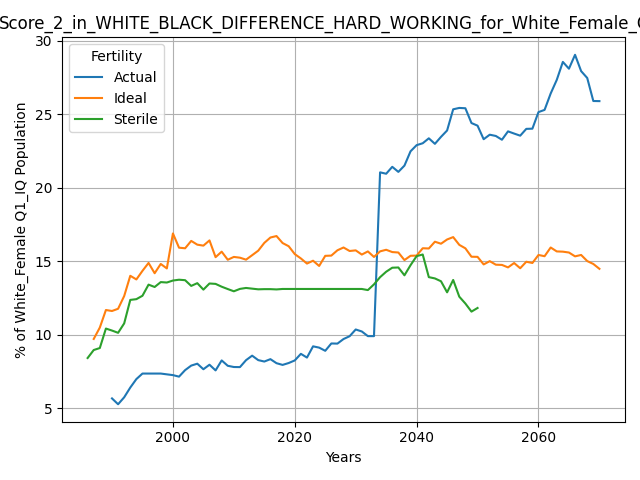 Score_2_in_WHITE_BLACK_DIFFERENCE_HARD_WORKING_for_White_Female_
Fertility
Actual
Ideal
Sterile
30
25
20
15
10
5
% of White_Female Q1_IQ Population
2000
2020
2040
2060
Years